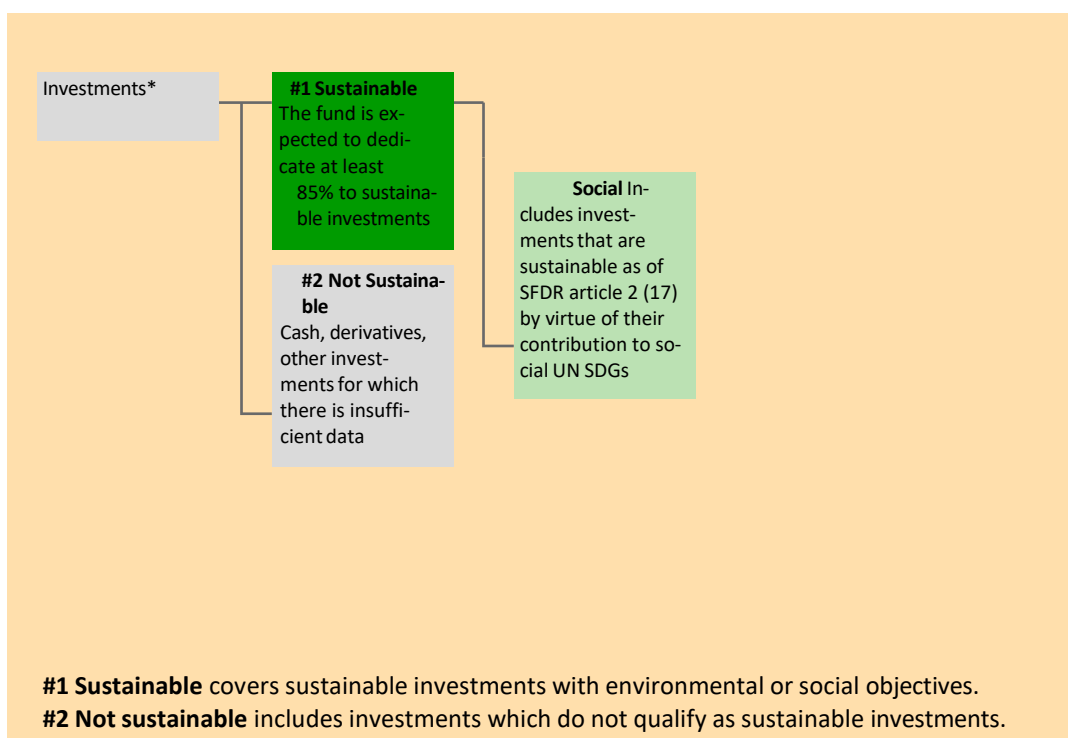 Investments*
#1 Sustainable
The fund is ex-
pected to dedi-
cate at least
85% to sustaina-
ble investments
#2 Not Sustaina-
ble
Cash, derivatives,
other invest-
ments for which
there is insuffi-
cient data
Social In-
cludes invest-
ments that are
sustainable as of
SFDR article 2 (17)
by virtue of their
contribution to so-
cial UN SDGs
#1 Sustainable covers sustainable investments with environmental or social objectives.
#2 Not sustainable includes investments which do not qualify as sustainable investments.